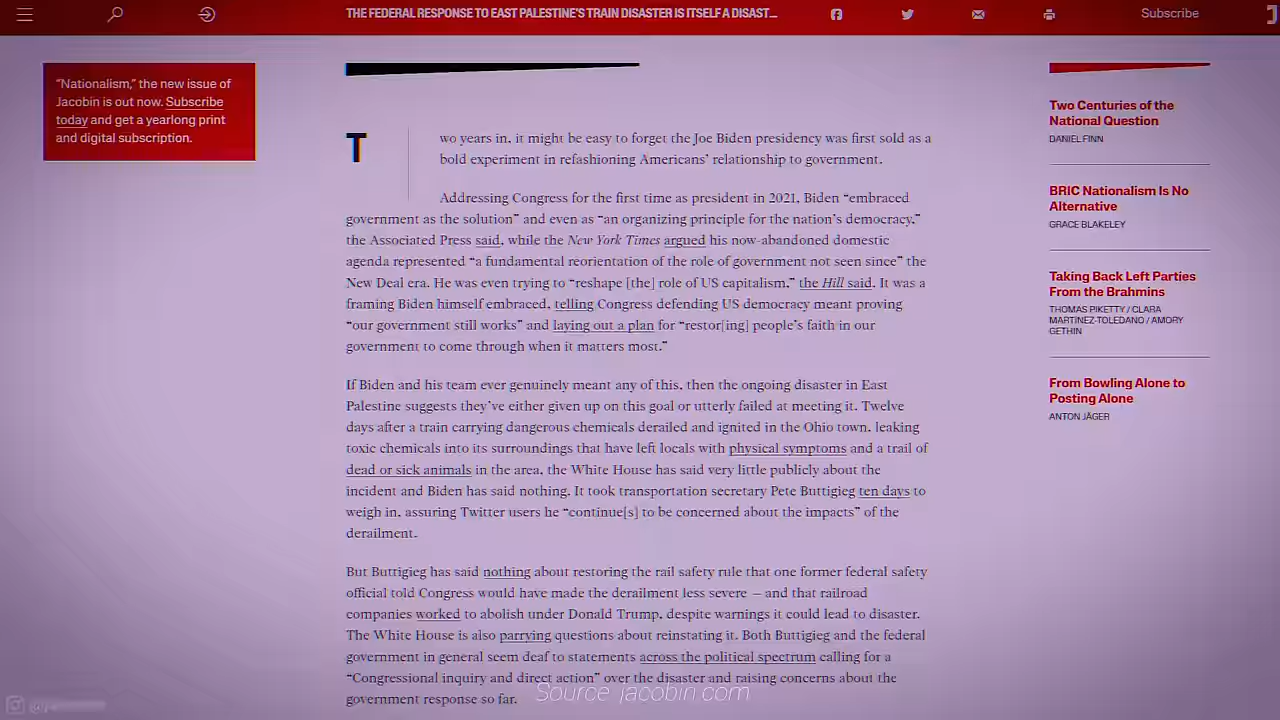 THE FEDERAL RESPONSE TO EAST PALESTINE'S TRAIN DISASTER IS ITSELF A DISAST...
Subscribe
"Nationalism," the new issue of
Jacobin is out now. Subscribe
today and get a yearlong print
and digital subscription.
Two years in, it might be easy to forget the Joe Biden presidency was first sold as a
bold experiment in refashioning Americans' relationship to government.
Addressing Congress for the first time as president in 2021, Biden "embraced
government as the solution" and even as "an organizing principle for the nation's democracy,"
the Associated Press said, while the New York Times argued his now-abandoned domestic
agenda represented "a fundamental reorientation of the role of government not seen since" the
New Deal era. He was even trying to "reshape [the] role of US capitalism," the Hill said. It was a
framing Biden himself embraced, telling Congress defending US democracy meant proving
"our government still works" and laying out a plan for "restor[ing] people's faith in our
government to come through when it matters most."
If Biden and his team ever genuinely meant any of this, then the ongoing disaster in East
Palestine suggests they've either given up on this goal or utterly failed at meeting it. Twelve
days after a train carrying dangerous chemicals derailed and ignited in the Ohio town, leaking
toxic chemicals into its surroundings that have left locals with physical symptoms and a trail of
dead or sick animals in the area, the White House has said very little publicly about the
incident and Biden has said nothing. It took transportation secretary Pete Buttigieg ten days to
weigh in, assuring Twitter users he "continue[s] to be concerned about the impacts" of the
derailment.
But Buttigieg has said nothing about restoring the rail safety rule that one former federal safety
official told Congress would have made the derailment less severe — and that railroad
companies worked to abolish under Donald Trump, despite warnings it could lead to disaster.
The White House is also parrying questions about reinstating it. Both Buttigieg and the federal
government in general seem deaf to statements across the political spectrum calling for a
"Congressional inquiry and direct action" over the disaster and raising concerns about the
government response so far.
Two Centuries of the
National Question
DANIEL FINN
BRIC Nationalism Is No
Alternative
GRACE BLAKELEY
Taking Back Left Parties
From the Brahmins
THOMAS PIKETTY / CLARA
MARTÍNEZ-TOLEDANO / AMORY
GETHIN
From Bowling Alone to
Posting Alone
ANTON JÄGER
Source: jacobin.com